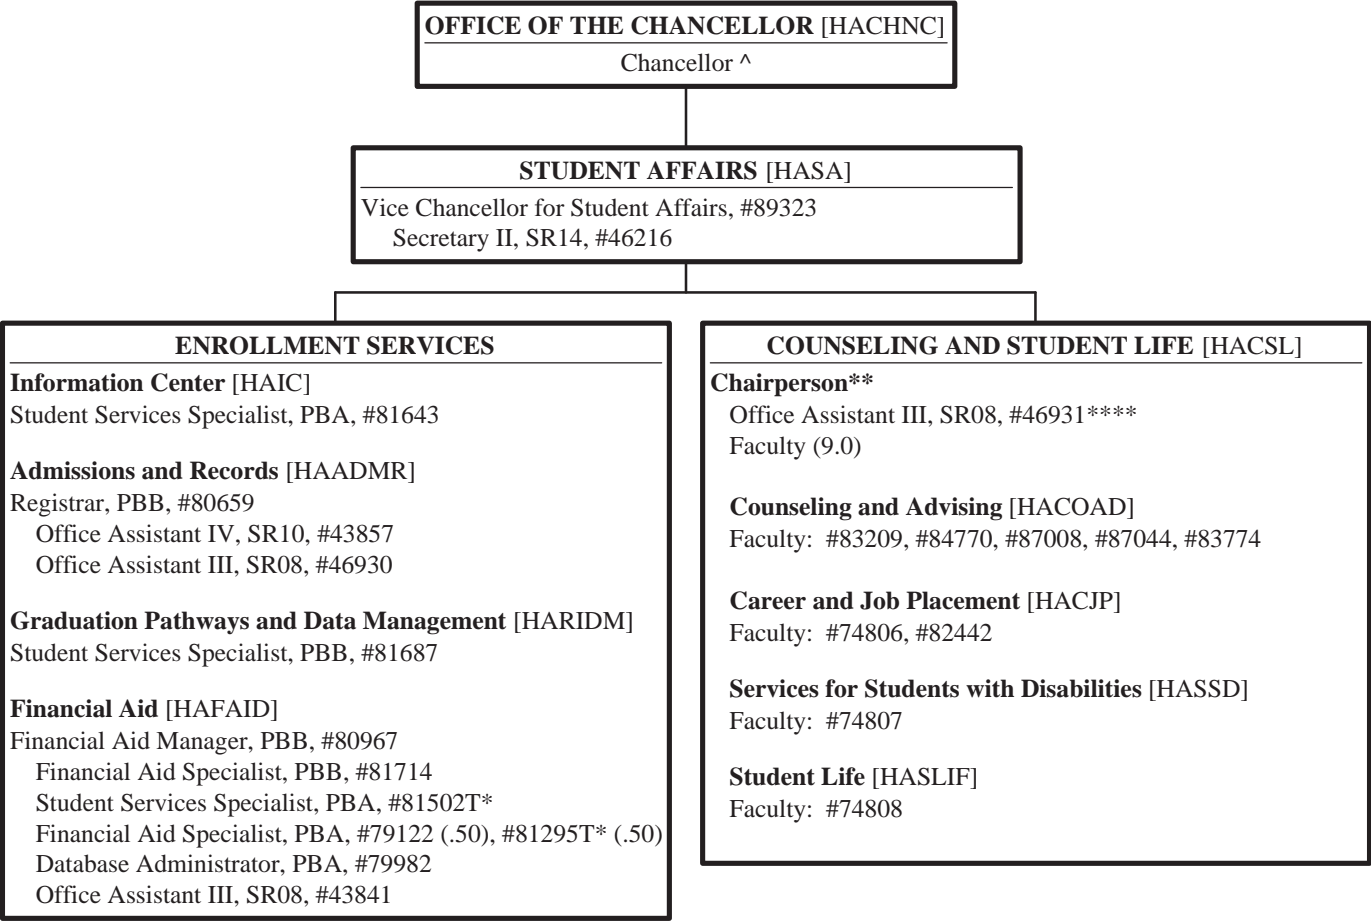 OFFICE OF THE CHANCELLOR [HACHNC]
Chancellor ^
STUDENT AFFAIRS [HASA]
Vice Chancellor for Student Affairs, #89323
Secretary II, SR14, #46216
ENROLLMENT SERVICES
Information Center [HAIC]
Student Services Specialist, PBA, #81643
Admissions and Records [HAADMR]
Registrar, PBB, #80659
Office Assistant IV, SR10, #43857
Office Assistant III, SR08, #46930
Graduation Pathways and Data Management [HARIDM]
Student Services Specialist, PBB, #81687
Financial Aid [HAFAID]
Financial Aid Manager, PBB, #80967
Financial Aid Specialist, PBB, #81714
Student Services Specialist, PBA, #81502T*
Financial Aid Specialist, PBA, #79122 (.50), #81295T* (.50)
Database Administrator, PBA, #79982
Office Assistant III, SR08, #43841
COUNSELING AND STUDENT LIFE [HACSL]
Chairperson**
Office Assistant III, SR08, #46931****
Faculty (9.0)
Counseling and Advising [HACOAD]
Faculty: #83209, #84770, #87008, #87044, #83774
Career and Job Placement [HACJP]
Faculty: #74806, #82442
Services for Students with Disabilities [HASSD]
Faculty: #74807
Student Life [HASLIF]
Faculty: #74808